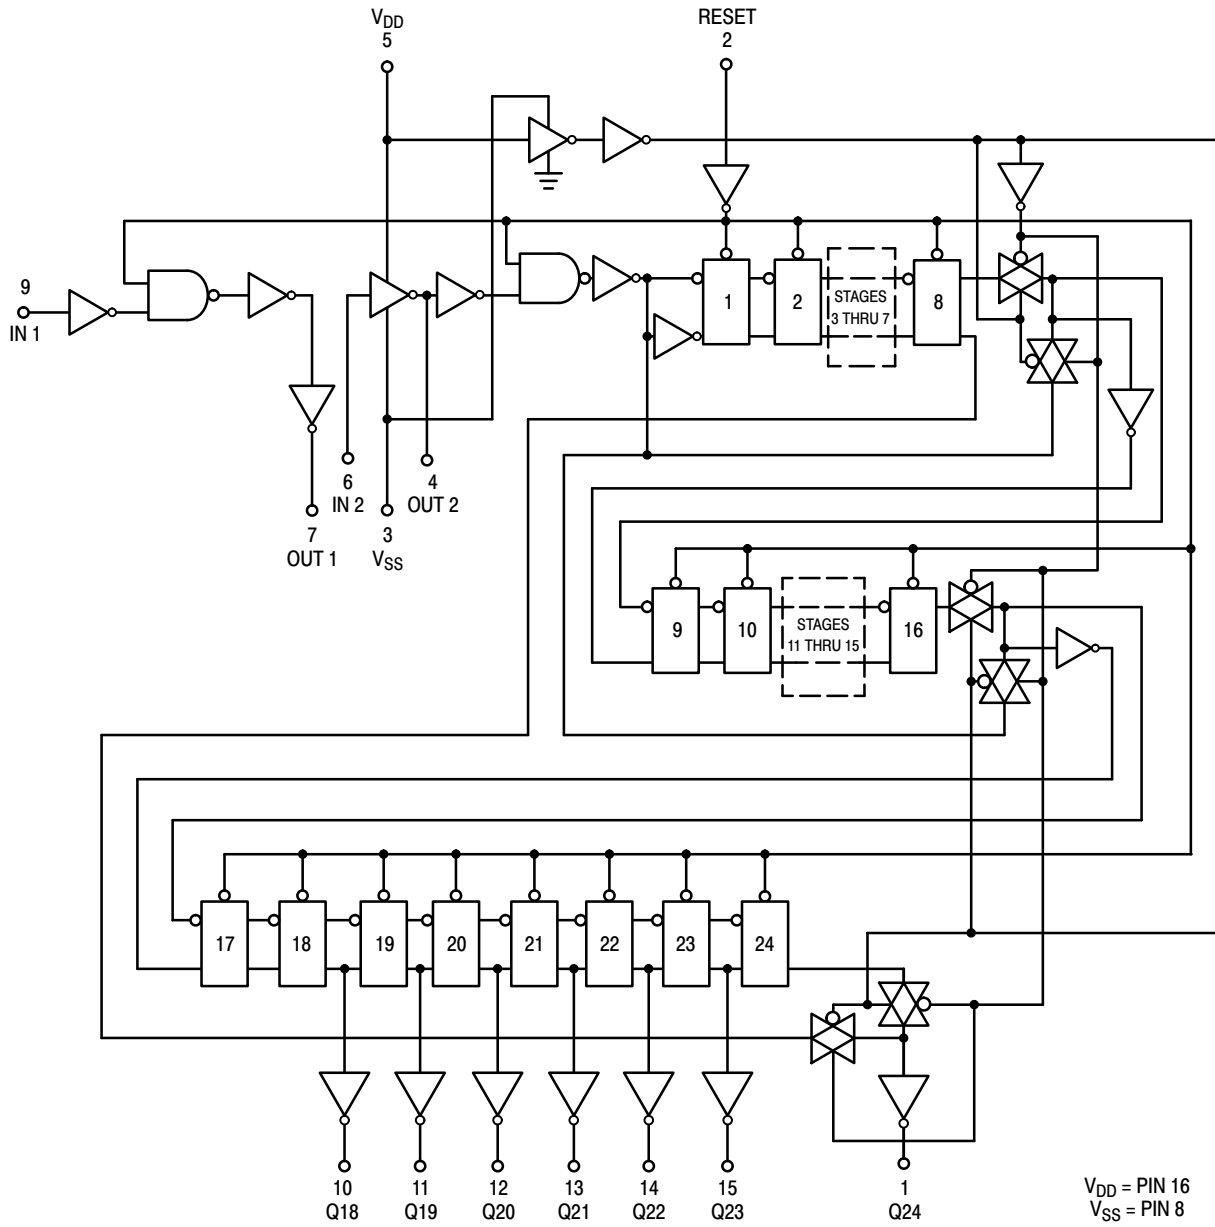 VDD
5
RESET
2
9
IN 1
1
2
STAGES
3 THRU 7
8
6
IN 2
4
OUT 2
7
OUT 1
3
VSS
9
10
STAGES
11 THRU 15
16
17
18
19
20
21
22
23
24
10
Q18
11
Q19
12
Q20
13
Q21
14
Q22
15
Q23
1
Q24
VDD = PIN 16
VSS = PIN 8